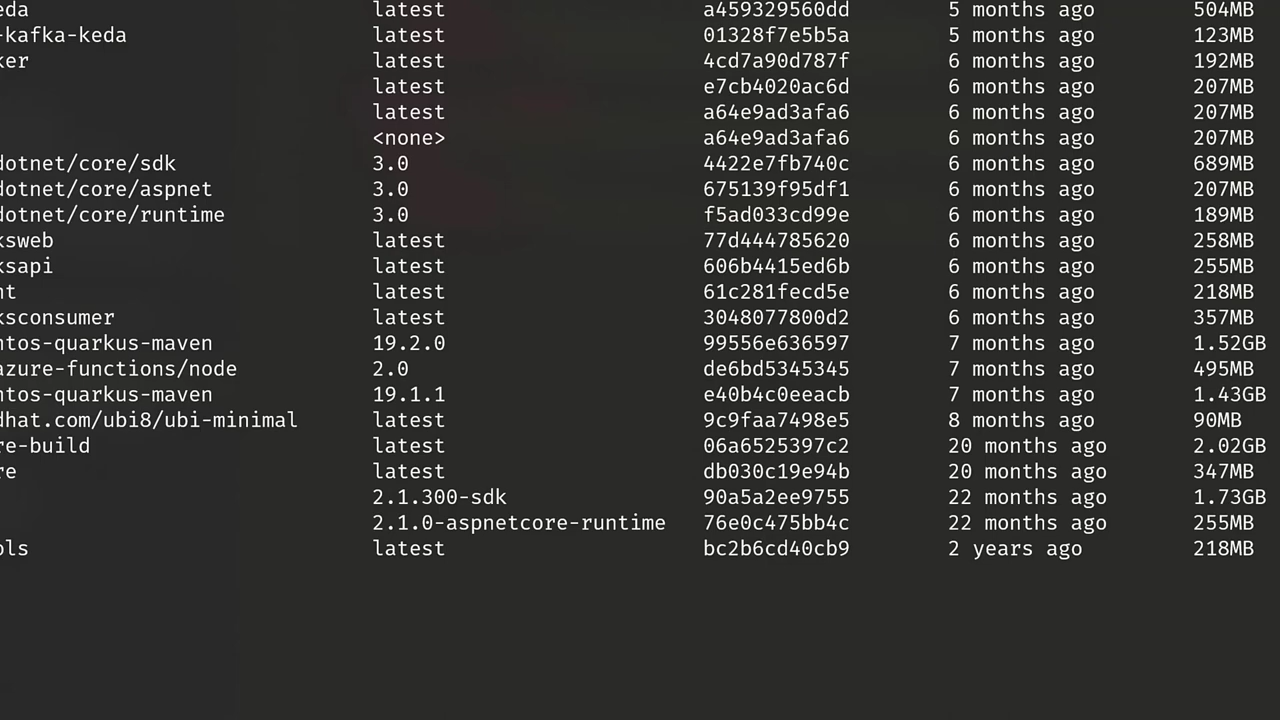 eda latest a459329560dd 5 months ago 504MB
-kafka-keda latest 01328f7e5b5a 5 months ago 123MB
ker latest 4cd7a90d787f 6 months ago 192MB
latest e7cb4020ac6d 6 months ago 207MB
latest a64e9ad3afa6 6 months ago 207MB
<none> a64e9ad3afa6 6 months ago 207MB
dotnet/core/sdk 3.0 4422e7fb740c 6 months ago 689MB
dotnet/core/aspnet 3.0 675139f95df1 6 months ago 207MB
dotnet/core/runtime 3.0 f5ad033cd99e 6 months ago 189MB
ksweb latest 77d444785620 6 months ago 258MB
ksapi latest 606b4415ed6b 6 months ago 255MB
nt latest 61c281fecd5e 6 months ago 218MB
ksconsumer latest 3048077800d2 6 months ago 357MB
ntos-quarkus-maven 19.2.0 99556e636597 7 months ago 1.52GB
azure-functions/node 2.0 de6bd5345345 7 months ago 495MB
ntos-quarkus-maven 19.1.1 e40b4c0eeacb 7 months ago 1.43GB
dhat.com/ubi8/ubi-minimal latest 9c9faa7498e5 8 months ago 90MB
re-build latest 06a6525397c2 20 months ago 2.02GB
re latest db030c19e94b 20 months ago 347MB
2.1.300-sdk 90a5a2ee9755 22 months ago 1.73GB
2.1.0-aspnetcore-runtime 76e0c475bb4c 22 months ago 255MB
ols latest bc2b6cd40cb9 2 years ago 218MB